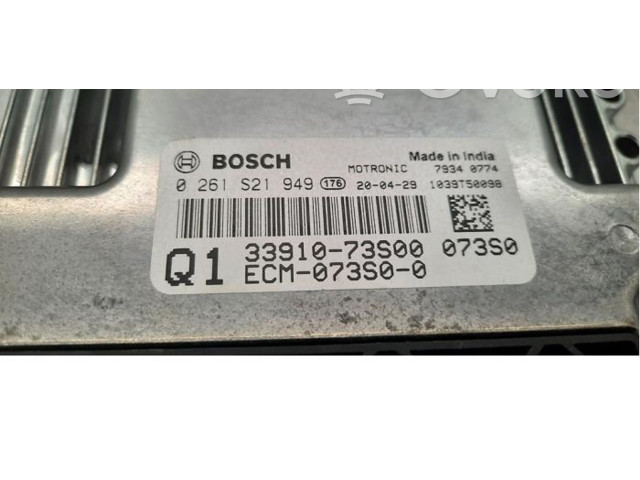 BOSCH MOTRONIC Made in India 7934 0774
0 261 S21 949 176 20-04-29 1039T50098
Q1 33910-73S00 073S0
ECM-073S0-0